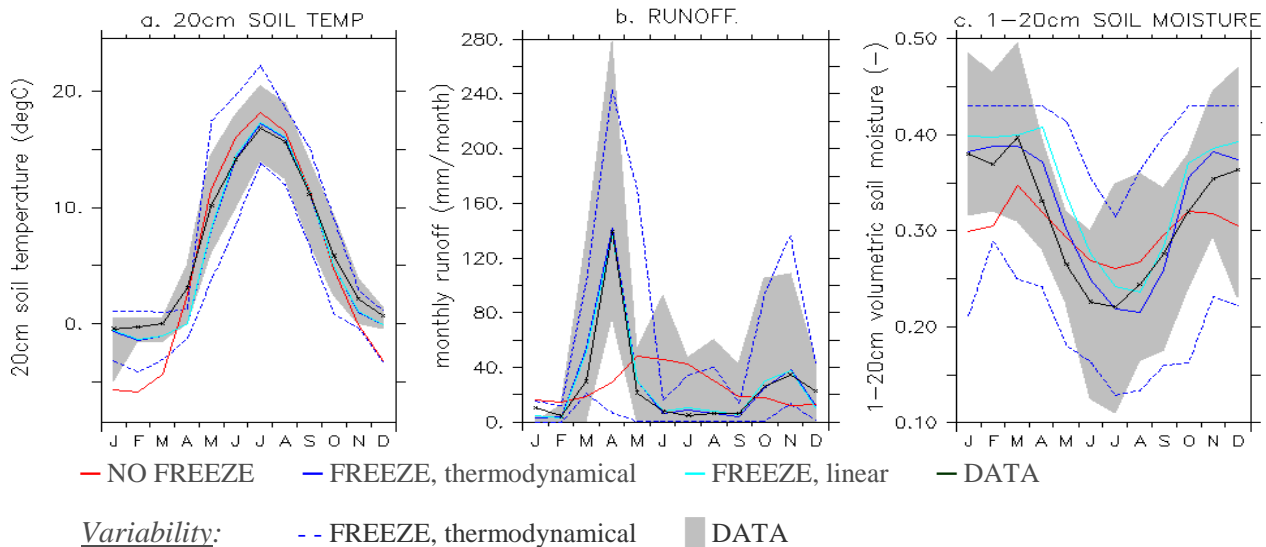 a. 20cm SOIL TEMP
20cm soil temperature (degC)
20.
10.
0.
J F M A M J J A S O N D
b. RUNOFF.
monthly runoff (mm/month)
280.
240.
200.
160.
120.
80.
40.
0.
J F M A M J J A S O N D
c. 1-20cm SOIL MOISTURE
1-20cm volumetric soil moisture (-)
0.50
0.40
0.30
0.20
0.10
J F M A M J J A S O N D
NO FREEZE
FREEZE, thermodynamical
FREEZE, linear
DATA
Variability:
FREEZE, thermodynamical
DATA